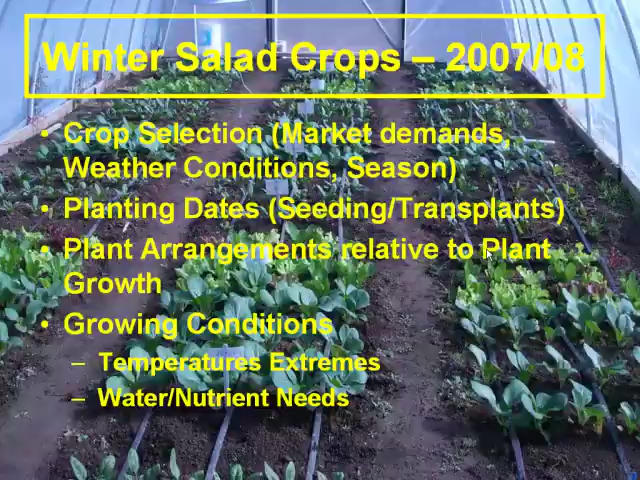 Winter Salad Crops – 2007/08
• Crop Selection (Market demands,
Weather Conditions, Season)
• Planting Dates (Seeding/Transplants)
• Plant Arrangements relative to Plant
Growth
• Growing Conditions
– Temperatures Extremes
– Water/Nutrient Needs